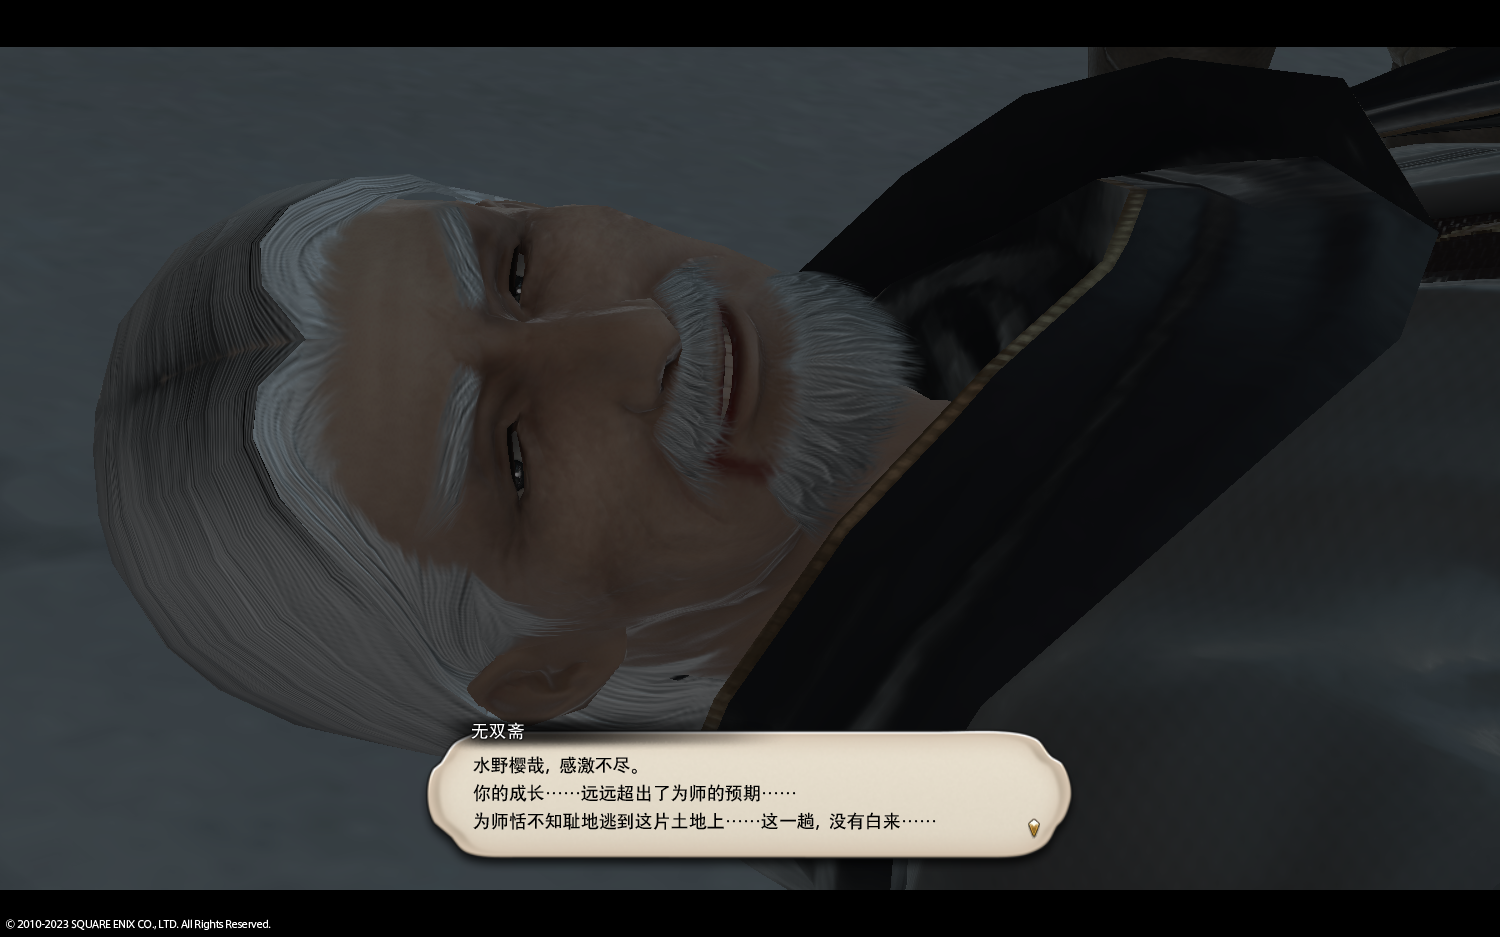 无双斋
水野樱哉，感激不尽。
你的成长……远远超出了为师的预期……
为师恬不知耻地逃到这片土地上……这一趟，没有白来……
© 2010-2023 SQUARE ENIX CO., LTD. All Rights Reserved.